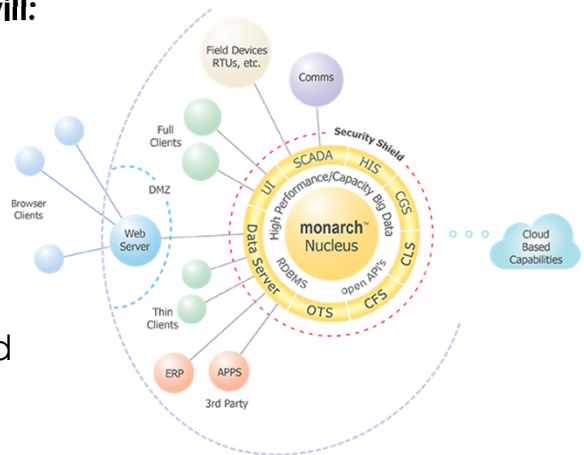 ill:
Field Devices
RTUs, etc.
Comms
Full
Clients
Security Shield
SCADA
HIS
CGS
CLS
CFS
OTS
Data Server
UI
High Performance/Capacity Big Data
monarch™
Nucleus
RDBMS
open API's
DMZ
Browser
Clients
Web
Server
Cloud
Based
Capabilities
Thin
Clients
d
ERP
APPS
3rd Party